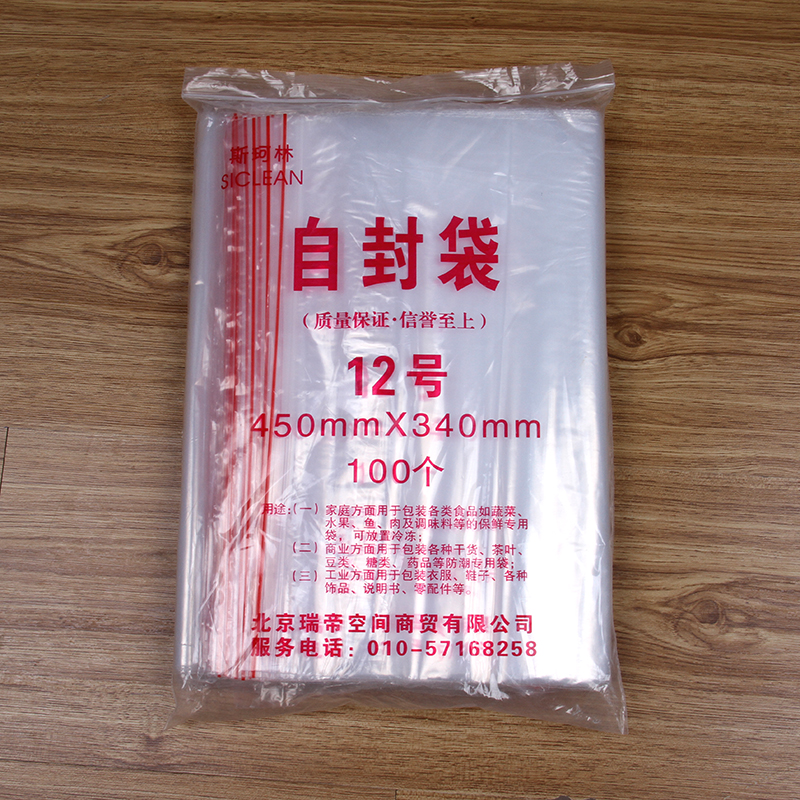 斯珂林
SICLEAN
自封袋
（质量保证·信誉至上）
12号
450mmX340mm
100个
用途：（一）家庭方面用于包装各类食品如蔬菜、
水果、鱼、肉及调味料等的保鲜专用
袋，可放置冷冻；
（二）商业方面用于包装各种干货、茶叶、
豆类、糖类、药品等防潮专用袋；
（三）工业方面用于包装衣服、鞋子、各种
饰品、说明书、零配件等。
北京瑞帝空间商贸有限公司
服务电话：010-57168258